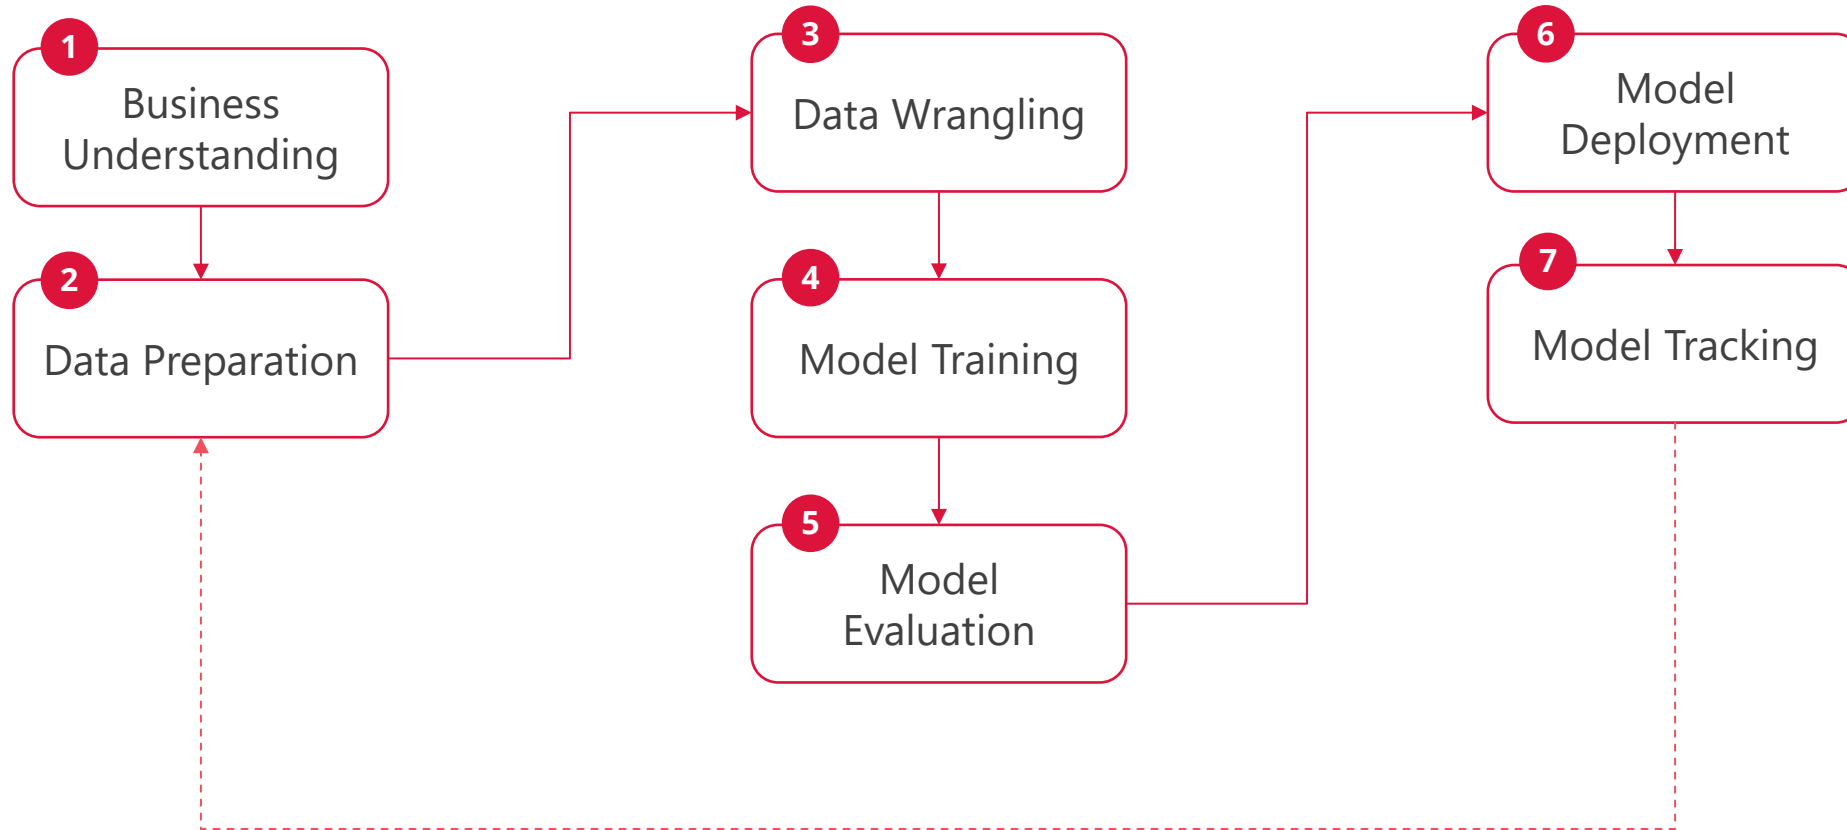 1
Business
Understanding
2
Data Preparation
3
Data Wrangling
4
Model Training
5
Model
Evaluation
6
Model
Deployment
7
Model Tracking